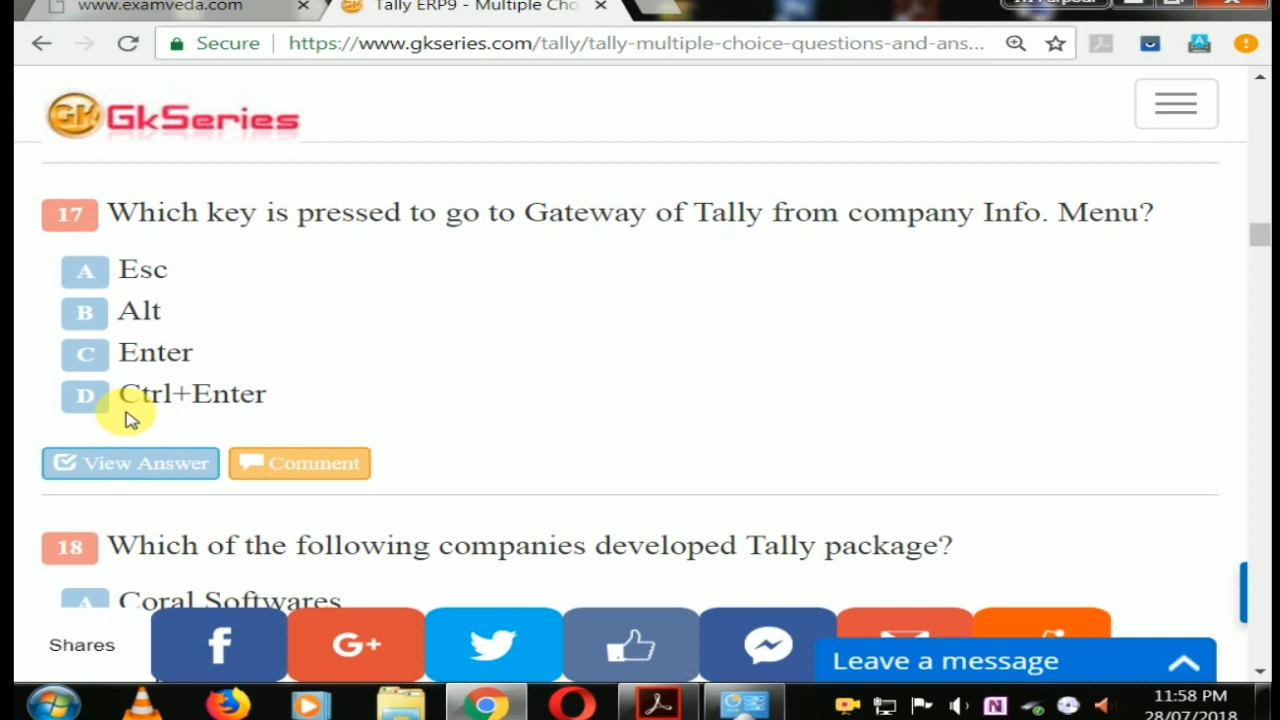 www.examveda.com
Tally ERP9 - Multiple Cho
Secure
https://www.gkseries.com/tally/tally-multiple-choice-questions-and-ans...
GK GkSeries
17 Which key is pressed to go to Gateway of Tally from company Info. Menu?
A Esc
B Alt
C Enter
D Ctrl+Enter
View Answer
Comment
18 Which of the following companies developed Tally package?
A Coral Softwares
Shares
f
G+
Leave a message
N
11:58 PM
28/07/2018